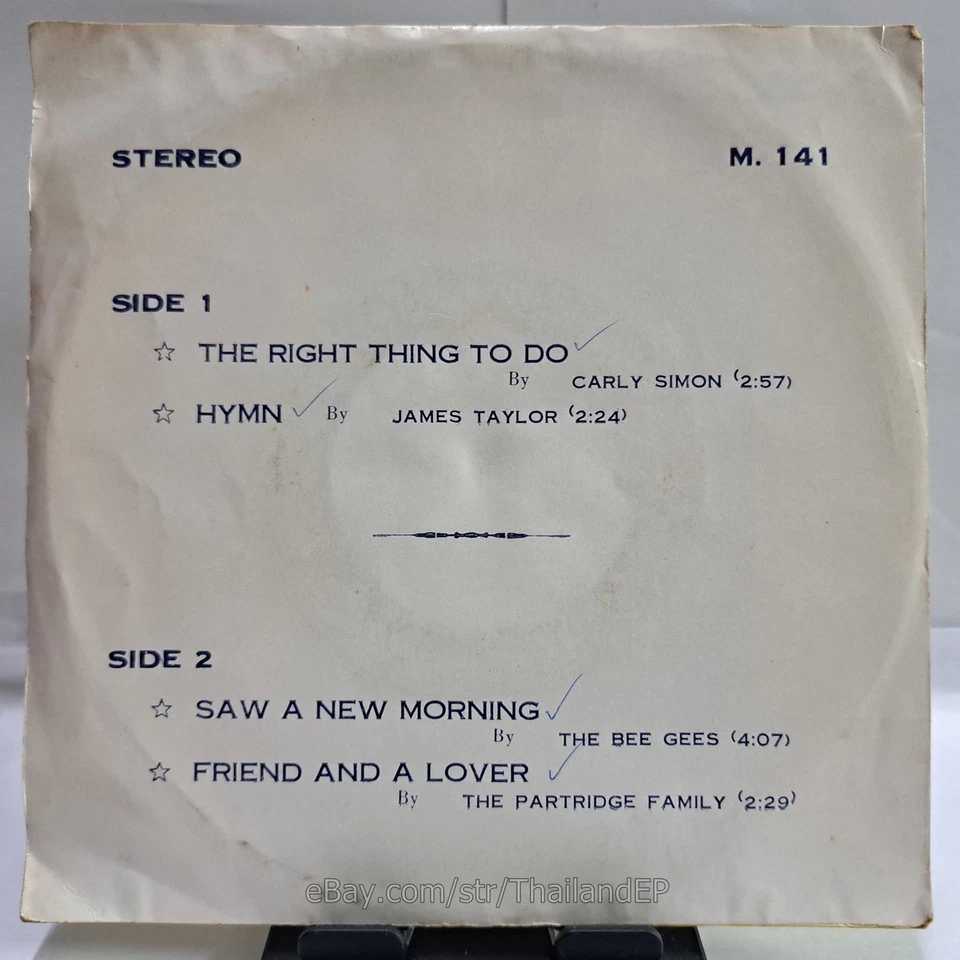 STEREO M. 141
SIDE 1
☆ THE RIGHT THING TO DO ✓
By CARLY SIMON (2:57)
☆ HYMN ✓ By JAMES TAYLOR (2:24)
SIDE 2
☆ SAW A NEW MORNING ✓
By THE BEE GEES (4:07)
☆ FRIEND AND A LOVER ✓
By THE PARTRIDGE FAMILY (2:29)
eBay.com/str/ThailandEP